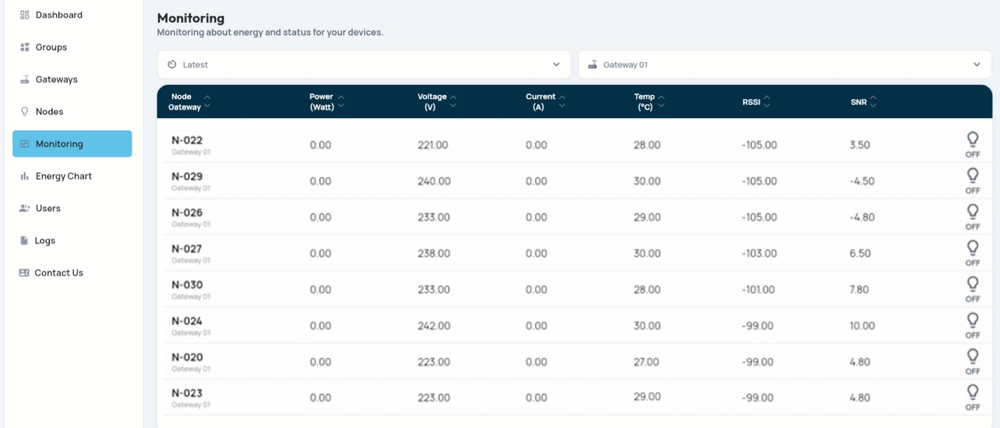 Dashboard
Groups
Gateways
Nodes
Monitoring
Energy Chart
Users
Logs
Contact Us
Monitoring
Monitoring about energy and status for your devices.
Latest
Gateway 01
Node Gateway
Power (Watt)
Voltage (V)
Current (A)
Temp (°C)
RSSI
SNR
N-022 0.00 221.00 0.00 28.00 -105.00 3.50
Gateway 01 OFF
N-029 0.00 240.00 0.00 30.00 -105.00 -4.50
Gateway 01 OFF
N-026 0.00 233.00 0.00 29.00 -105.00 -4.80
Gateway 01 OFF
N-027 0.00 238.00 0.00 30.00 -103.00 6.50
Gateway 01 OFF
N-030 0.00 233.00 0.00 28.00 -101.00 7.80
Gateway 01 OFF
N-024 0.00 242.00 0.00 30.00 -99.00 10.00
Gateway 01 OFF
N-020 0.00 223.00 0.00 27.00 -99.00 4.80
Gateway 01 OFF
N-023 0.00 223.00 0.00 29.00 -99.00 4.80
Gateway 01 OFF